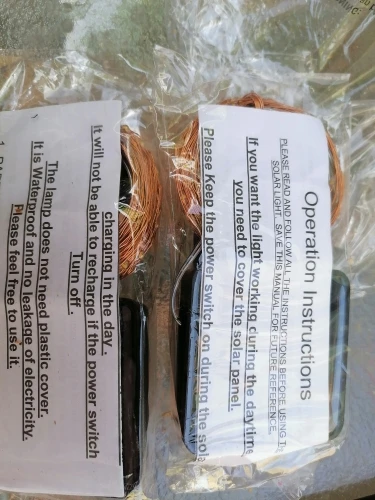 Operation Instructions
PLEASE READ AND FOLLOW ALL THE INSTRUCTIONS BEFORE USING
SOLAR LIGHT. SAVE THIS MANUAL FOR FUTURE REFERENCE.
If you want the light working during the daytime
you need to cover the solar panel.
Please Keep the power switch on during the sola
charging in the day.
It will not be able to recharge if the power switch
Turn off.
The lamp does not need plastic cover.
It is Waterproof and no leakage of electricity.
Please feel free to use it.